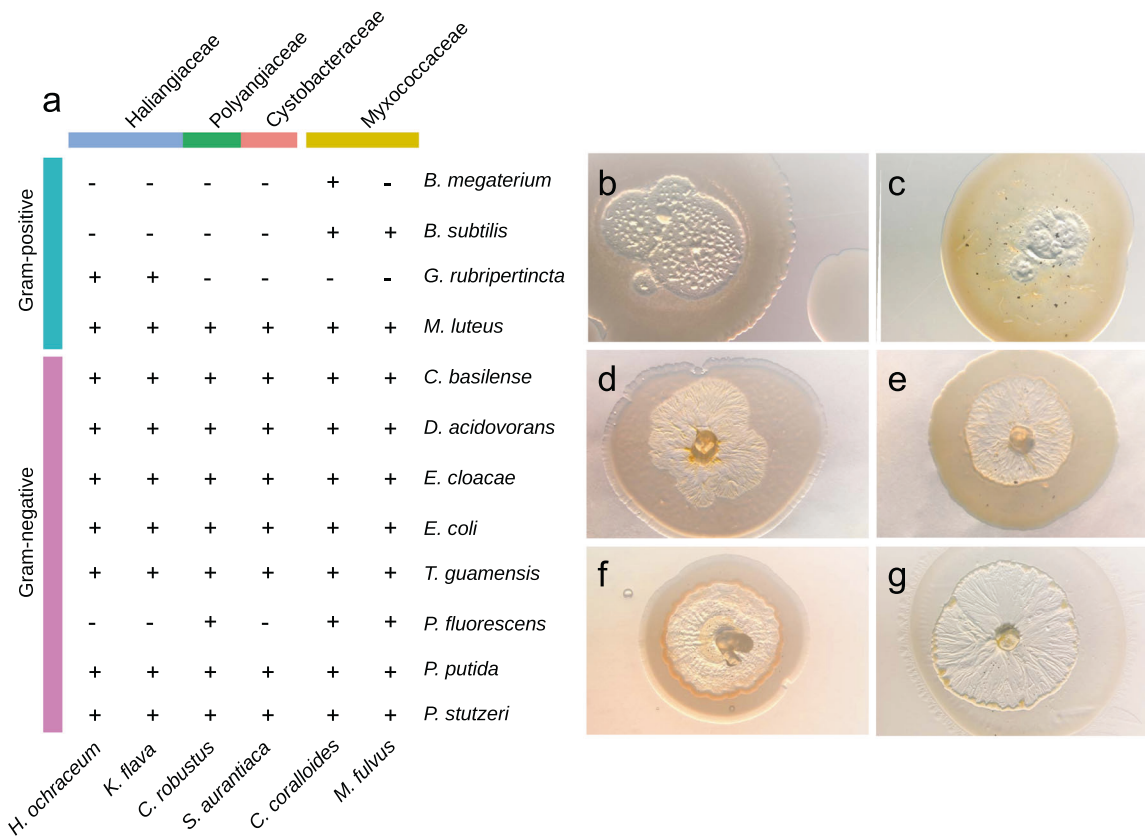 a
Haliangiaceae
Polyangiaceae
Cystobacteraceae
Myxococcaceae
Gram-positive
- - - - + - B. megaterium
- - - - + + B. subtilis
+ + - - - - G. rubripertincta
+ + + + + + M. luteus
Gram-negative
+ + + + + + C. basilense
+ + + + + + D. acidovorans
+ + + + + + E. cloacae
+ + + + + + E. coli
+ + + + + + T. guamensis
- - + - + + P. fluorescens
+ + + + + + P. putida
+ + + + + + P. stutzeri
H. ochraceum
K. flava
C. robustus
S. aurantiaca
C. coralloides
M. fulvus
b
c
d
e
f
g